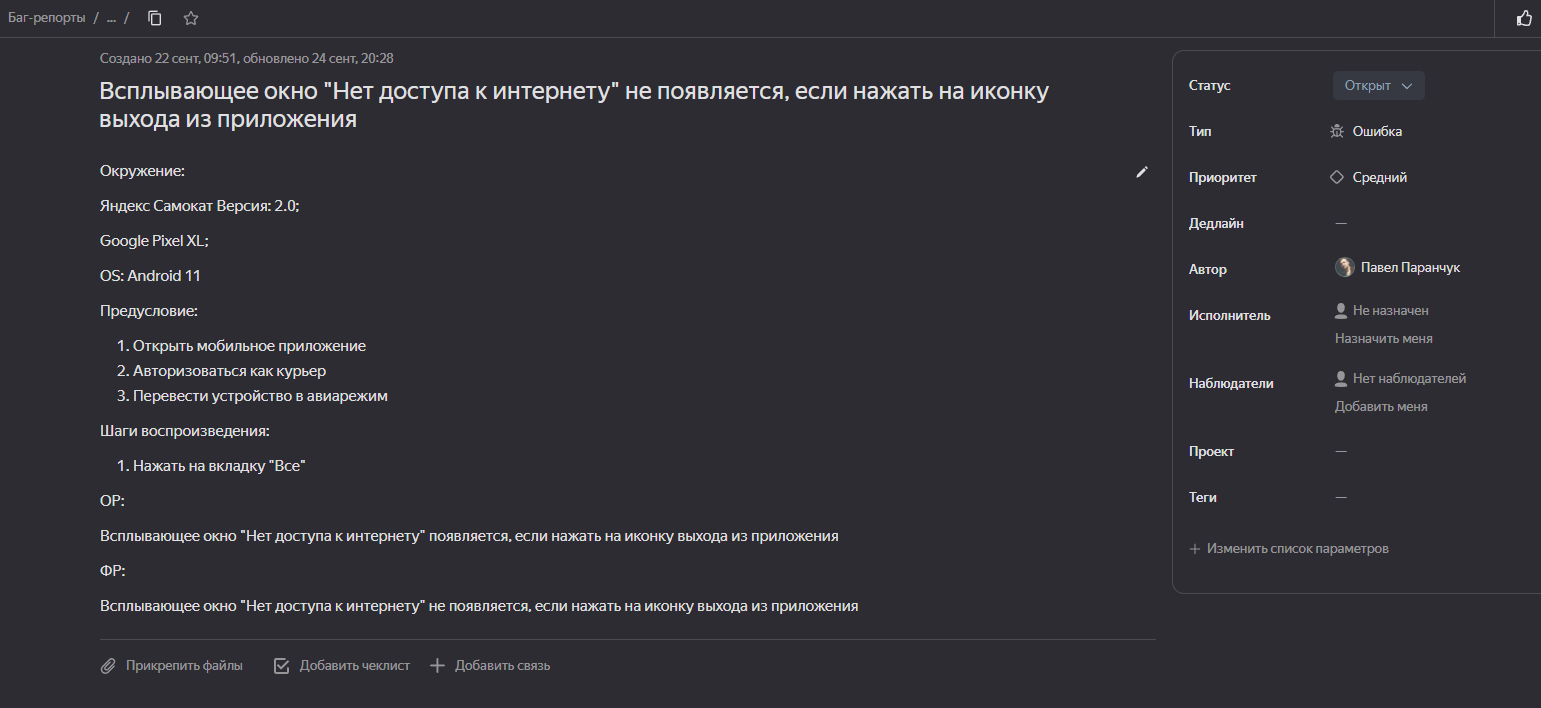 Баг-репорты / ... /
Создано 22 сент, 09:51, обновлено 24 сент, 20:28
Всплывающее окно "Нет доступа к интернету" не появляется, если нажать на иконку
выхода из приложения
Окружение:
Яндекс Самокат Версия: 2.0;
Google Pixel XL;
OS: Android 11
Предусловие:
1. Открыть мобильное приложение
2. Авторизоваться как курьер
3. Перевести устройство в авиарежим
Шаги воспроизведения:
1. Нажать на вкладку "Все"
ОР:
Всплывающее окно "Нет доступа к интернету" появляется, если нажать на иконку выхода из приложения
ФР:
Всплывающее окно "Нет доступа к интернету" не появляется, если нажать на иконку выхода из приложения
Прикрепить файлы Добавить чеклист Добавить связь
Статус Открыт
Тип Ошибка
Приоритет Средний
Дедлайн —
Автор Павел Паранчук
Исполнитель Не назначен
Назначить меня
Наблюдатели Нет наблюдателей
Добавить меня
Проект —
Теги —
+ Изменить список параметров